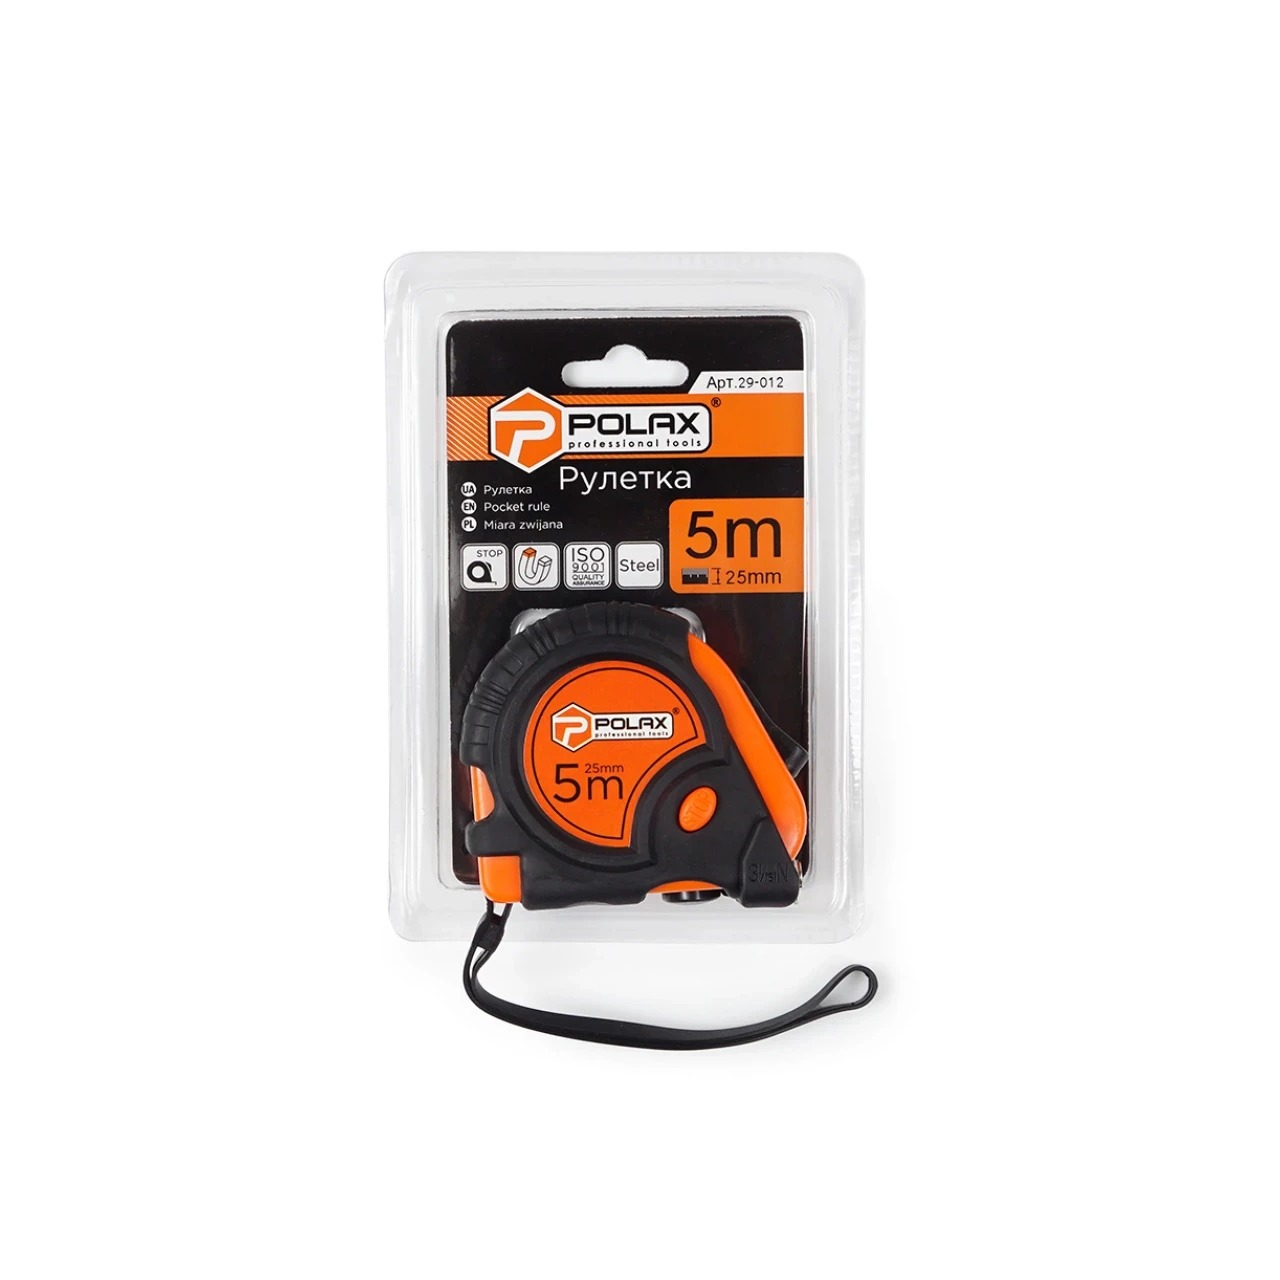 Арт.29-012
POLAX®
professional tools
Рулетка
UA Рулетка
EN Pocket rule
PL Miara zwijana
5m
25mm
STOP
ISO
9001
QUALITY
ASSURANCE
Steel
POLAX®
professional tools
25mm
5m
STOP